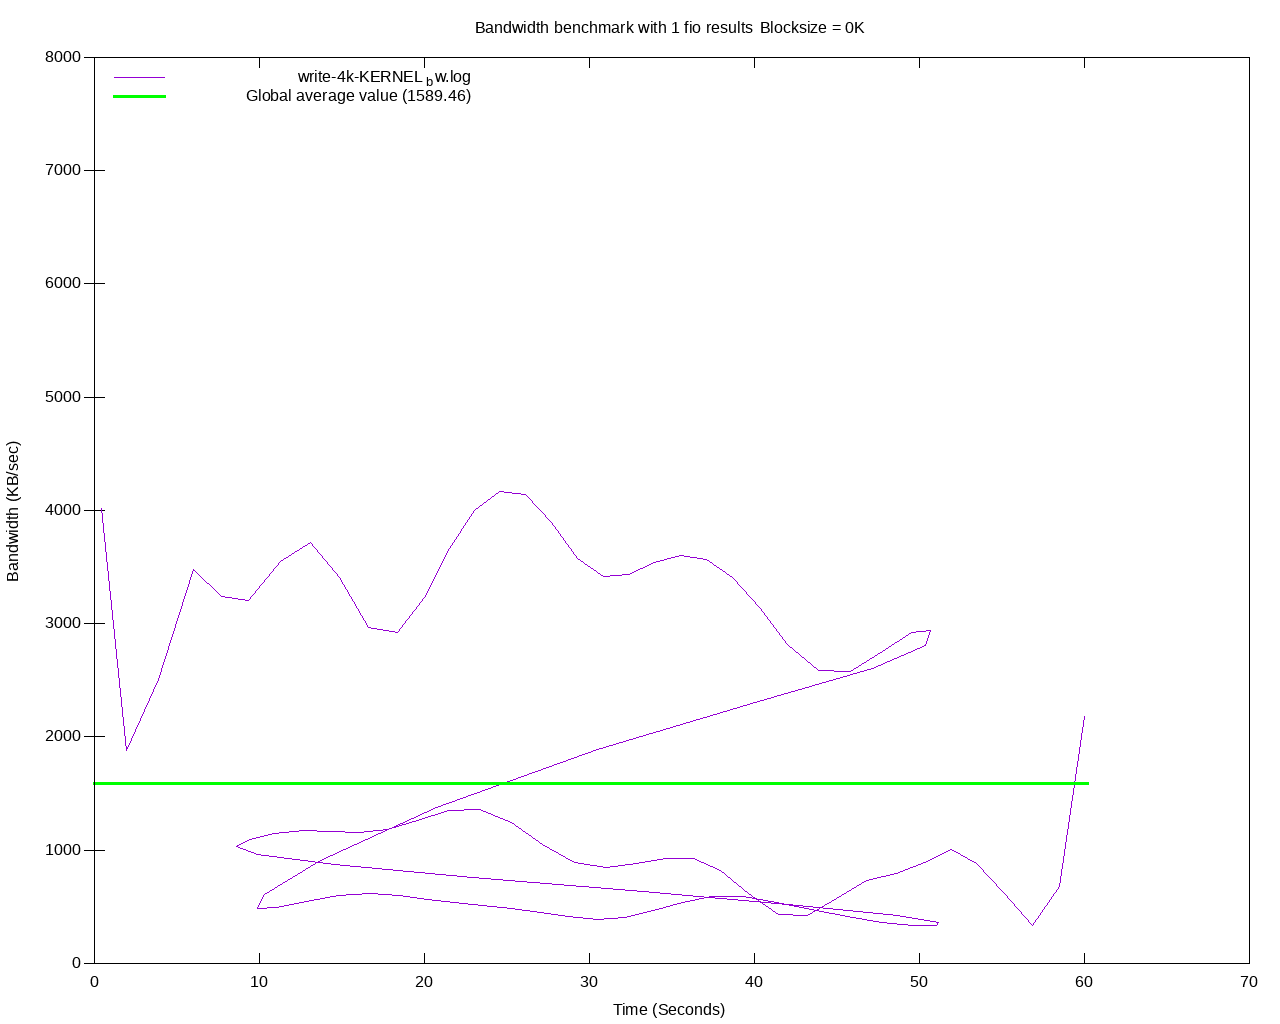 Bandwidth benchmark with 1 fio results Blocksize = 0K
8000
write-4k-KERNEL_bw.log
Global average value (1589.46)
7000
6000
5000
4000
3000
2000
1000
0
Bandwidth (KB/sec)
0 10 20 30 40 50 60 70
Time (Seconds)